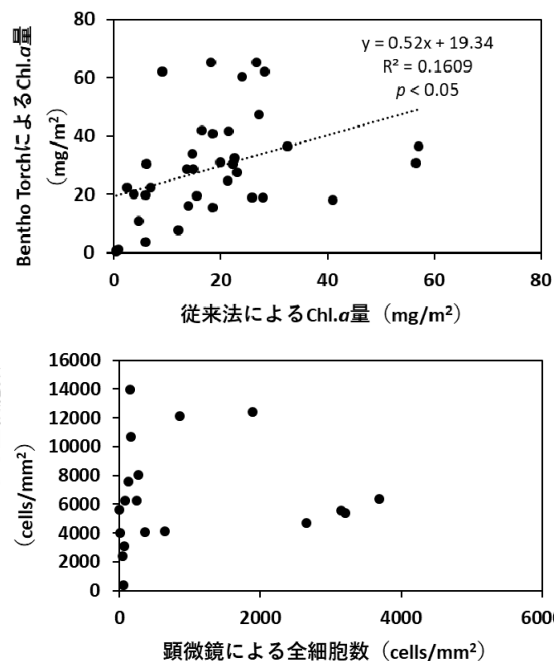 80
60
40
20
0
Bentho TorchによるChl.a量
（mg/m²）
y = 0.52x + 19.34
R² = 0.1609
p < 0.05
0 20 40 60 80
従来法によるChl.a量（mg/m²）
16000
14000
12000
10000
8000
6000
4000
2000
0
（cells/mm²）
0 2000 4000 6000
顕微鏡による全細胞数（cells/mm²）